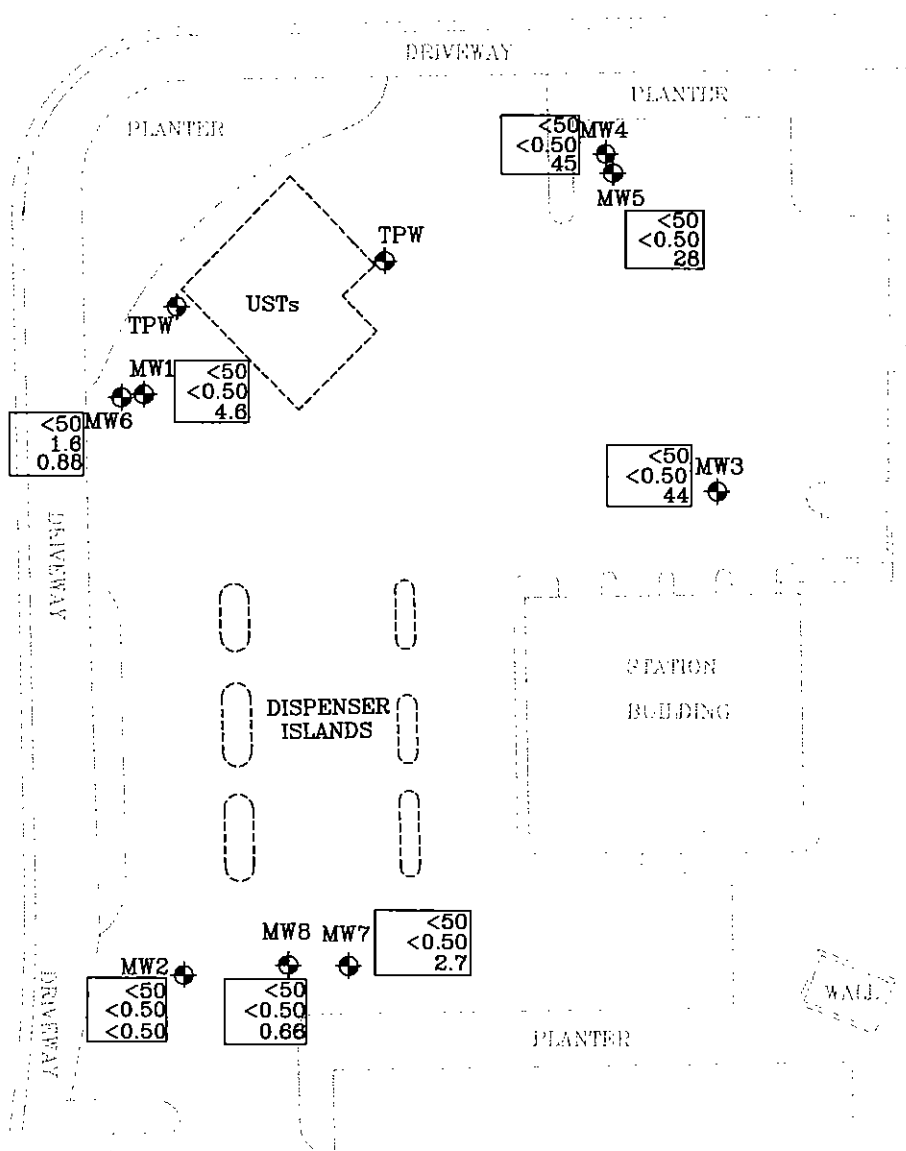 DRIVEWAY
PLANTER
PLANTER
<50
<0.50
45
MW4
MW5
<50
<0.50
28
TPW
USTs
TPW
MW1
<50
<0.50
4.6
MW6
<50
1.6
0.88
<50
<0.50
44
MW3
DRIVEWAY
STATION
BUILDING
DISPENSER
ISLANDS
MW8
MW7
<50
<0.50
2.7
MW2
<50
<0.50
<0.50
<50
<0.50
0.66
DRIVEWAY
WALL
PLANTER